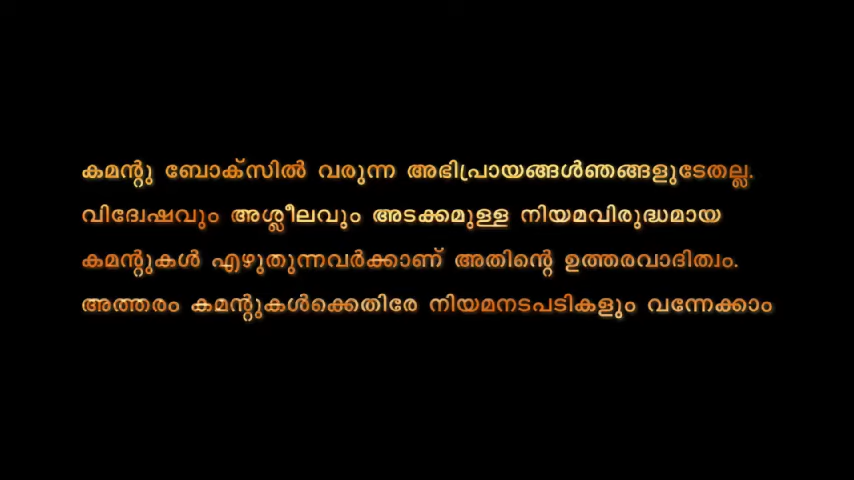 കമന്റു ബോക്സിൽ വരുന്ന അഭിപ്രായങ്ങൾഞങ്ങളുടേതല്ല.
വിദ്വേഷവും അശ്ലീലവും അടക്കമുള്ള നിയമവിരുദ്ധമായ
കമന്റുകൾ എഴുതുന്നവർക്കാണ് അതിന്റെ ഉത്തരവാദിത്വം.
അത്തരം കമന്റുകൾക്കെതിരേ നിയമനടപടികളും വന്നേക്കാം